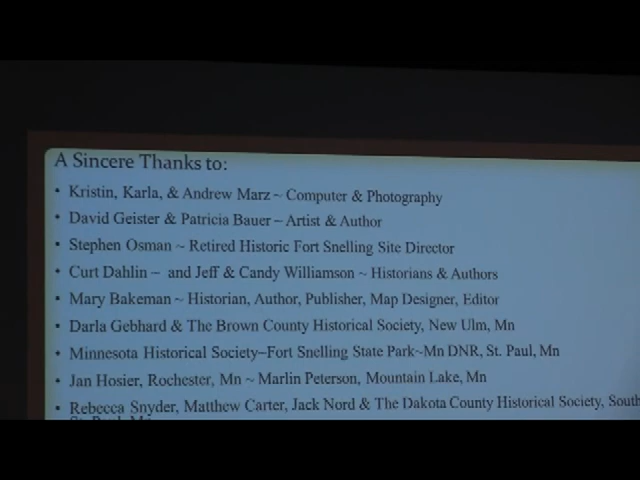 A Sincere Thanks to:
• Kristin, Karla, & Andrew Marz ~ Computer & Photography
• David Geister & Patricia Bauer – Artist & Author
• Stephen Osman ~ Retired Historic Fort Snelling Site Director
• Curt Dahlin – and Jeff & Candy Williamson ~ Historians & Authors
• Mary Bakeman ~ Historian, Author, Publisher, Map Designer, Editor
• Darla Gebhard & The Brown County Historical Society, New Ulm, Mn
• Minnesota Historical Society–Fort Snelling State Park~Mn DNR, St. Paul, Mn
• Jan Hosier, Rochester, Mn ~ Marlin Peterson, Mountain Lake, Mn
• Rebecca Snyder, Matthew Carter, Jack Nord & The Dakota County Historical Society, South
St. Paul, Mn